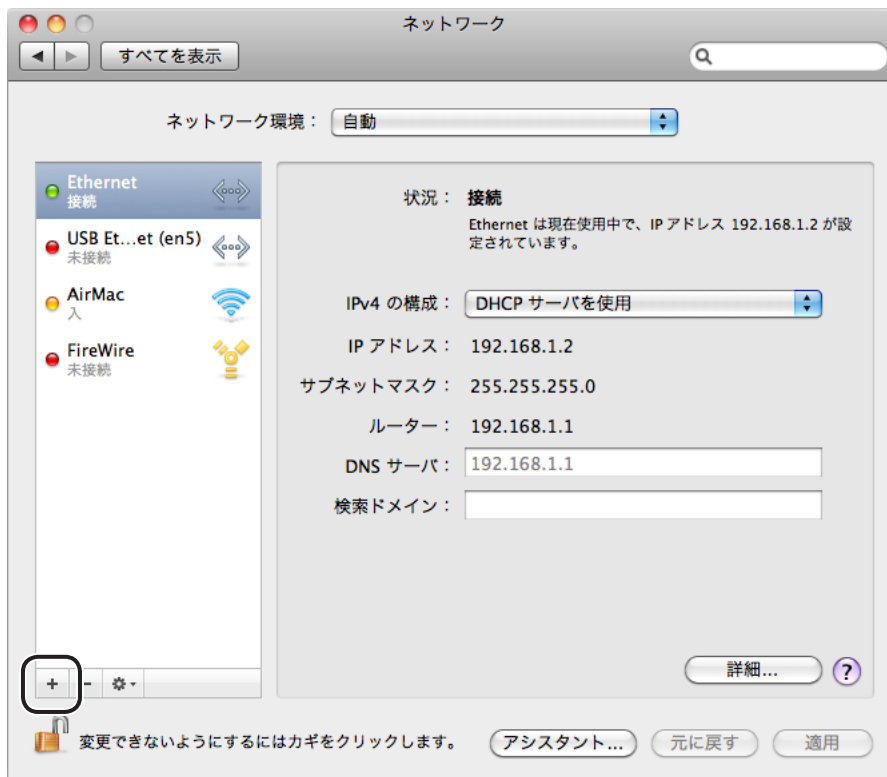 ネットワーク
すべてを表示
ネットワーク環境： 自動
Ethernet
接続
USB Et...et (en5)
未接続
AirMac
入
FireWire
未接続
状況： 接続
Ethernet は現在使用中で、IP アドレス 192.168.1.2 が設
定されています。
IPv4 の構成： DHCP サーバを使用
IP アドレス： 192.168.1.2
サブネットマスク： 255.255.255.0
ルーター： 192.168.1.1
DNS サーバ： 192.168.1.1
検索ドメイン：
詳細... ?
+ -
変更できないようにするにはカギをクリックします。 アシスタント... 元に戻す 適用